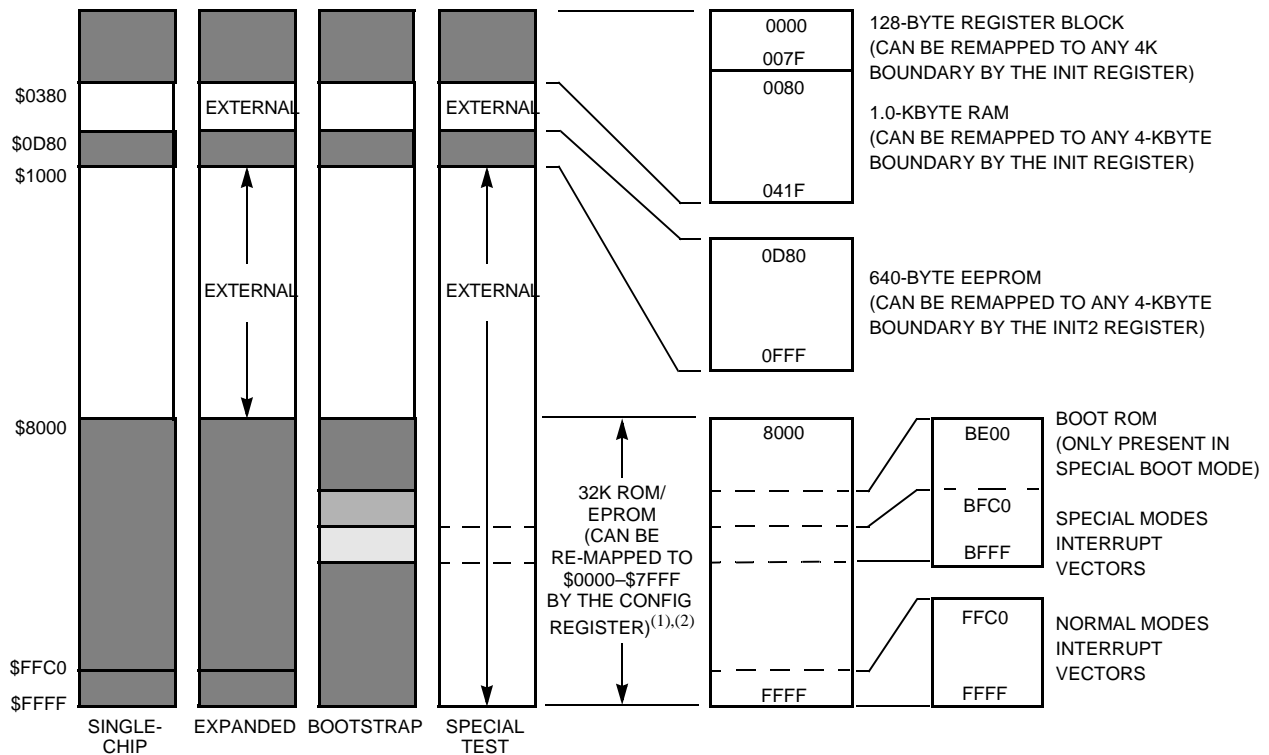 $0380
$0D80
$1000
$8000
$FFC0
$FFFF
EXTERNAL
EXTERNAL
EXTERNAL
EXTERNAL
SINGLE-
CHIP
EXPANDED
BOOTSTRAP
SPECIAL
TEST
0000
007F
0080
041F
128-BYTE REGISTER BLOCK
(CAN BE REMAPPED TO ANY 4K
BOUNDARY BY THE INIT REGISTER)
1.0-KBYTE RAM
(CAN BE REMAPPED TO ANY 4-KBYTE
BOUNDARY BY THE INIT REGISTER)
0D80
0FFF
640-BYTE EEPROM
(CAN BE REMAPPED TO ANY 4-KBYTE
BOUNDARY BY THE INIT2 REGISTER)
32K ROM/
EPROM
(CAN BE
RE-MAPPED TO
$0000–$7FFF
BY THE CONFIG
REGISTER)(1),(2)
8000
FFFF
BE00
BFC0
BFFF
BOOT ROM
(ONLY PRESENT IN
SPECIAL BOOT MODE)
SPECIAL MODES
INTERRUPT
VECTORS
FFC0
FFFF
NORMAL MODES
INTERRUPT
VECTORS